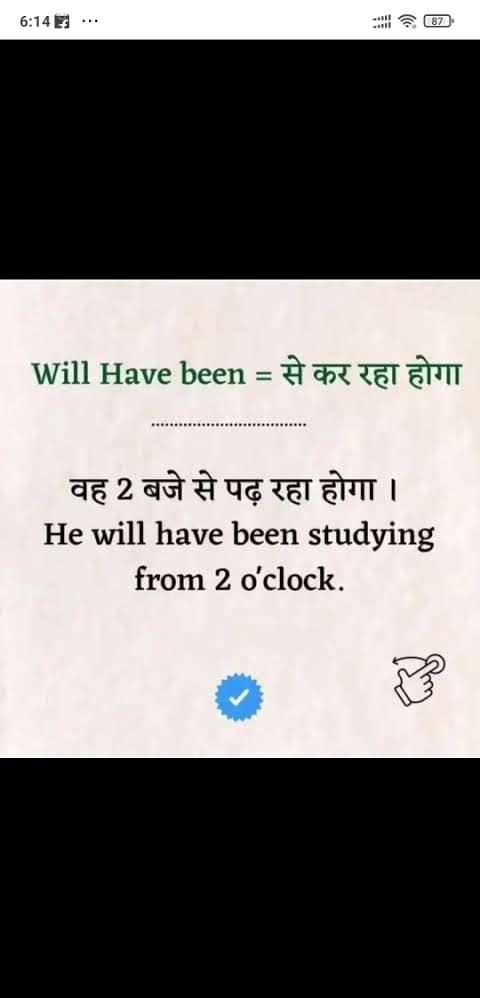 6:14 ...
87
Will Have been = से कर रहा होगा
..................................
वह 2 बजे से पढ़ रहा होगा ।
He will have been studying
from 2 o'clock.